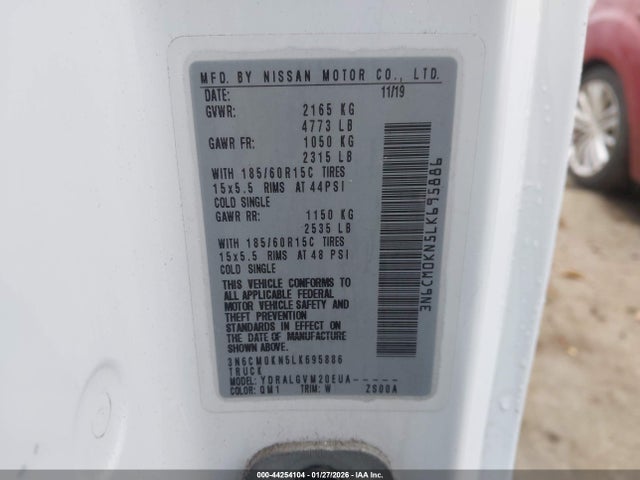 MFD. BY NISSAN MOTOR CO., LTD.
DATE: 11/19
GVWR: 2165 KG
4773 LB
GAWR FR: 1050 KG
2315 LB
WITH 185/60R15C TIRES
15x5.5 RIMS AT 44PSI
COLD SINGLE
GAWR RR: 1150 KG
2535 LB
WITH 185/60R15C TIRES
15x5.5 RIMS AT 48 PSI
COLD SINGLE
THIS VEHICLE CONFORMS TO
ALL APPLICABLE FEDERAL
MOTOR VEHICLE SAFETY AND
THEFT PREVENTION
STANDARDS IN EFFECT ON
THE DATE OF MANUFACTURE
SHOWN ABOVE.
3N6CM0KN5LK695886
TRUCK
MODEL: YDRALGVM20EUA-----
COLOR: QM1 TRIM: W ZS00A
3N6CM0KN5LK695886
000-44254104 - 01/27/2026 - IAA Inc.